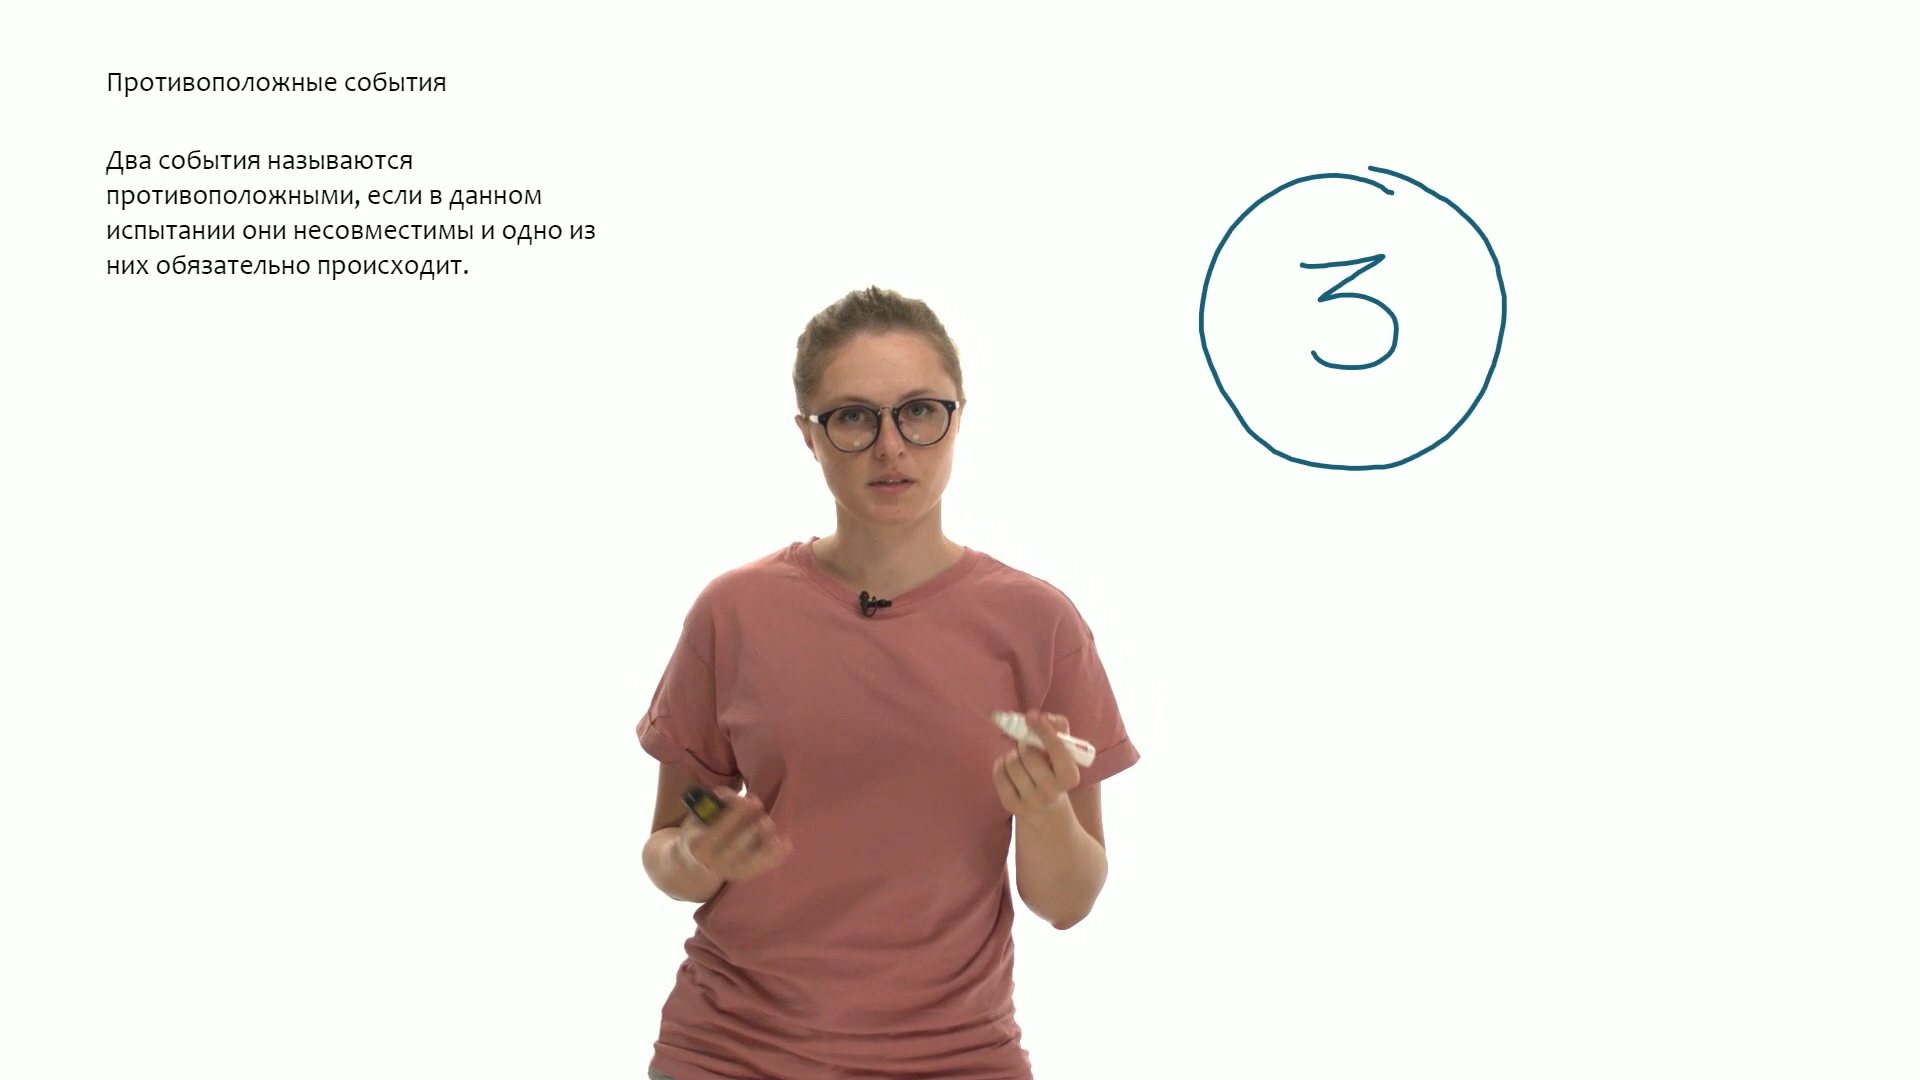 Противоположные события
Два события называются
противоположными, если в данном
испытании они несовместимы и одно из
них обязательно происходит.
3